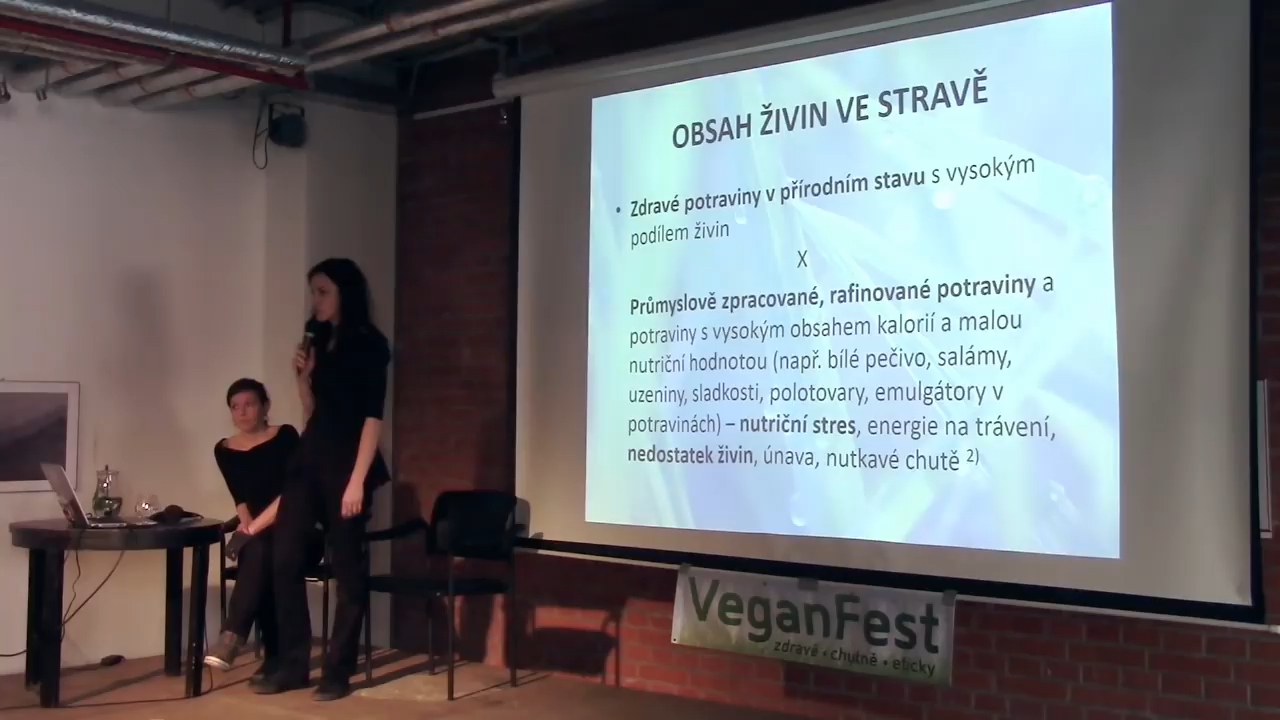 OBSAH ŽIVIN VE STRAVĚ
• Zdravé potraviny v přírodním stavu s vysokým
podílem živin
X
Průmyslově zpracované, rafinované potraviny a
potraviny s vysokým obsahem kalorií a malou
nutriční hodnotou (např. bílé pečivo, salámy,
uzeniny, sladkosti, polotovary, emulgátory v
potravinách) – nutriční stres, energie na trávení,
nedostatek živin, únava, nutkavé chutě 2)
VeganFest
zdravě • chutně • eticky